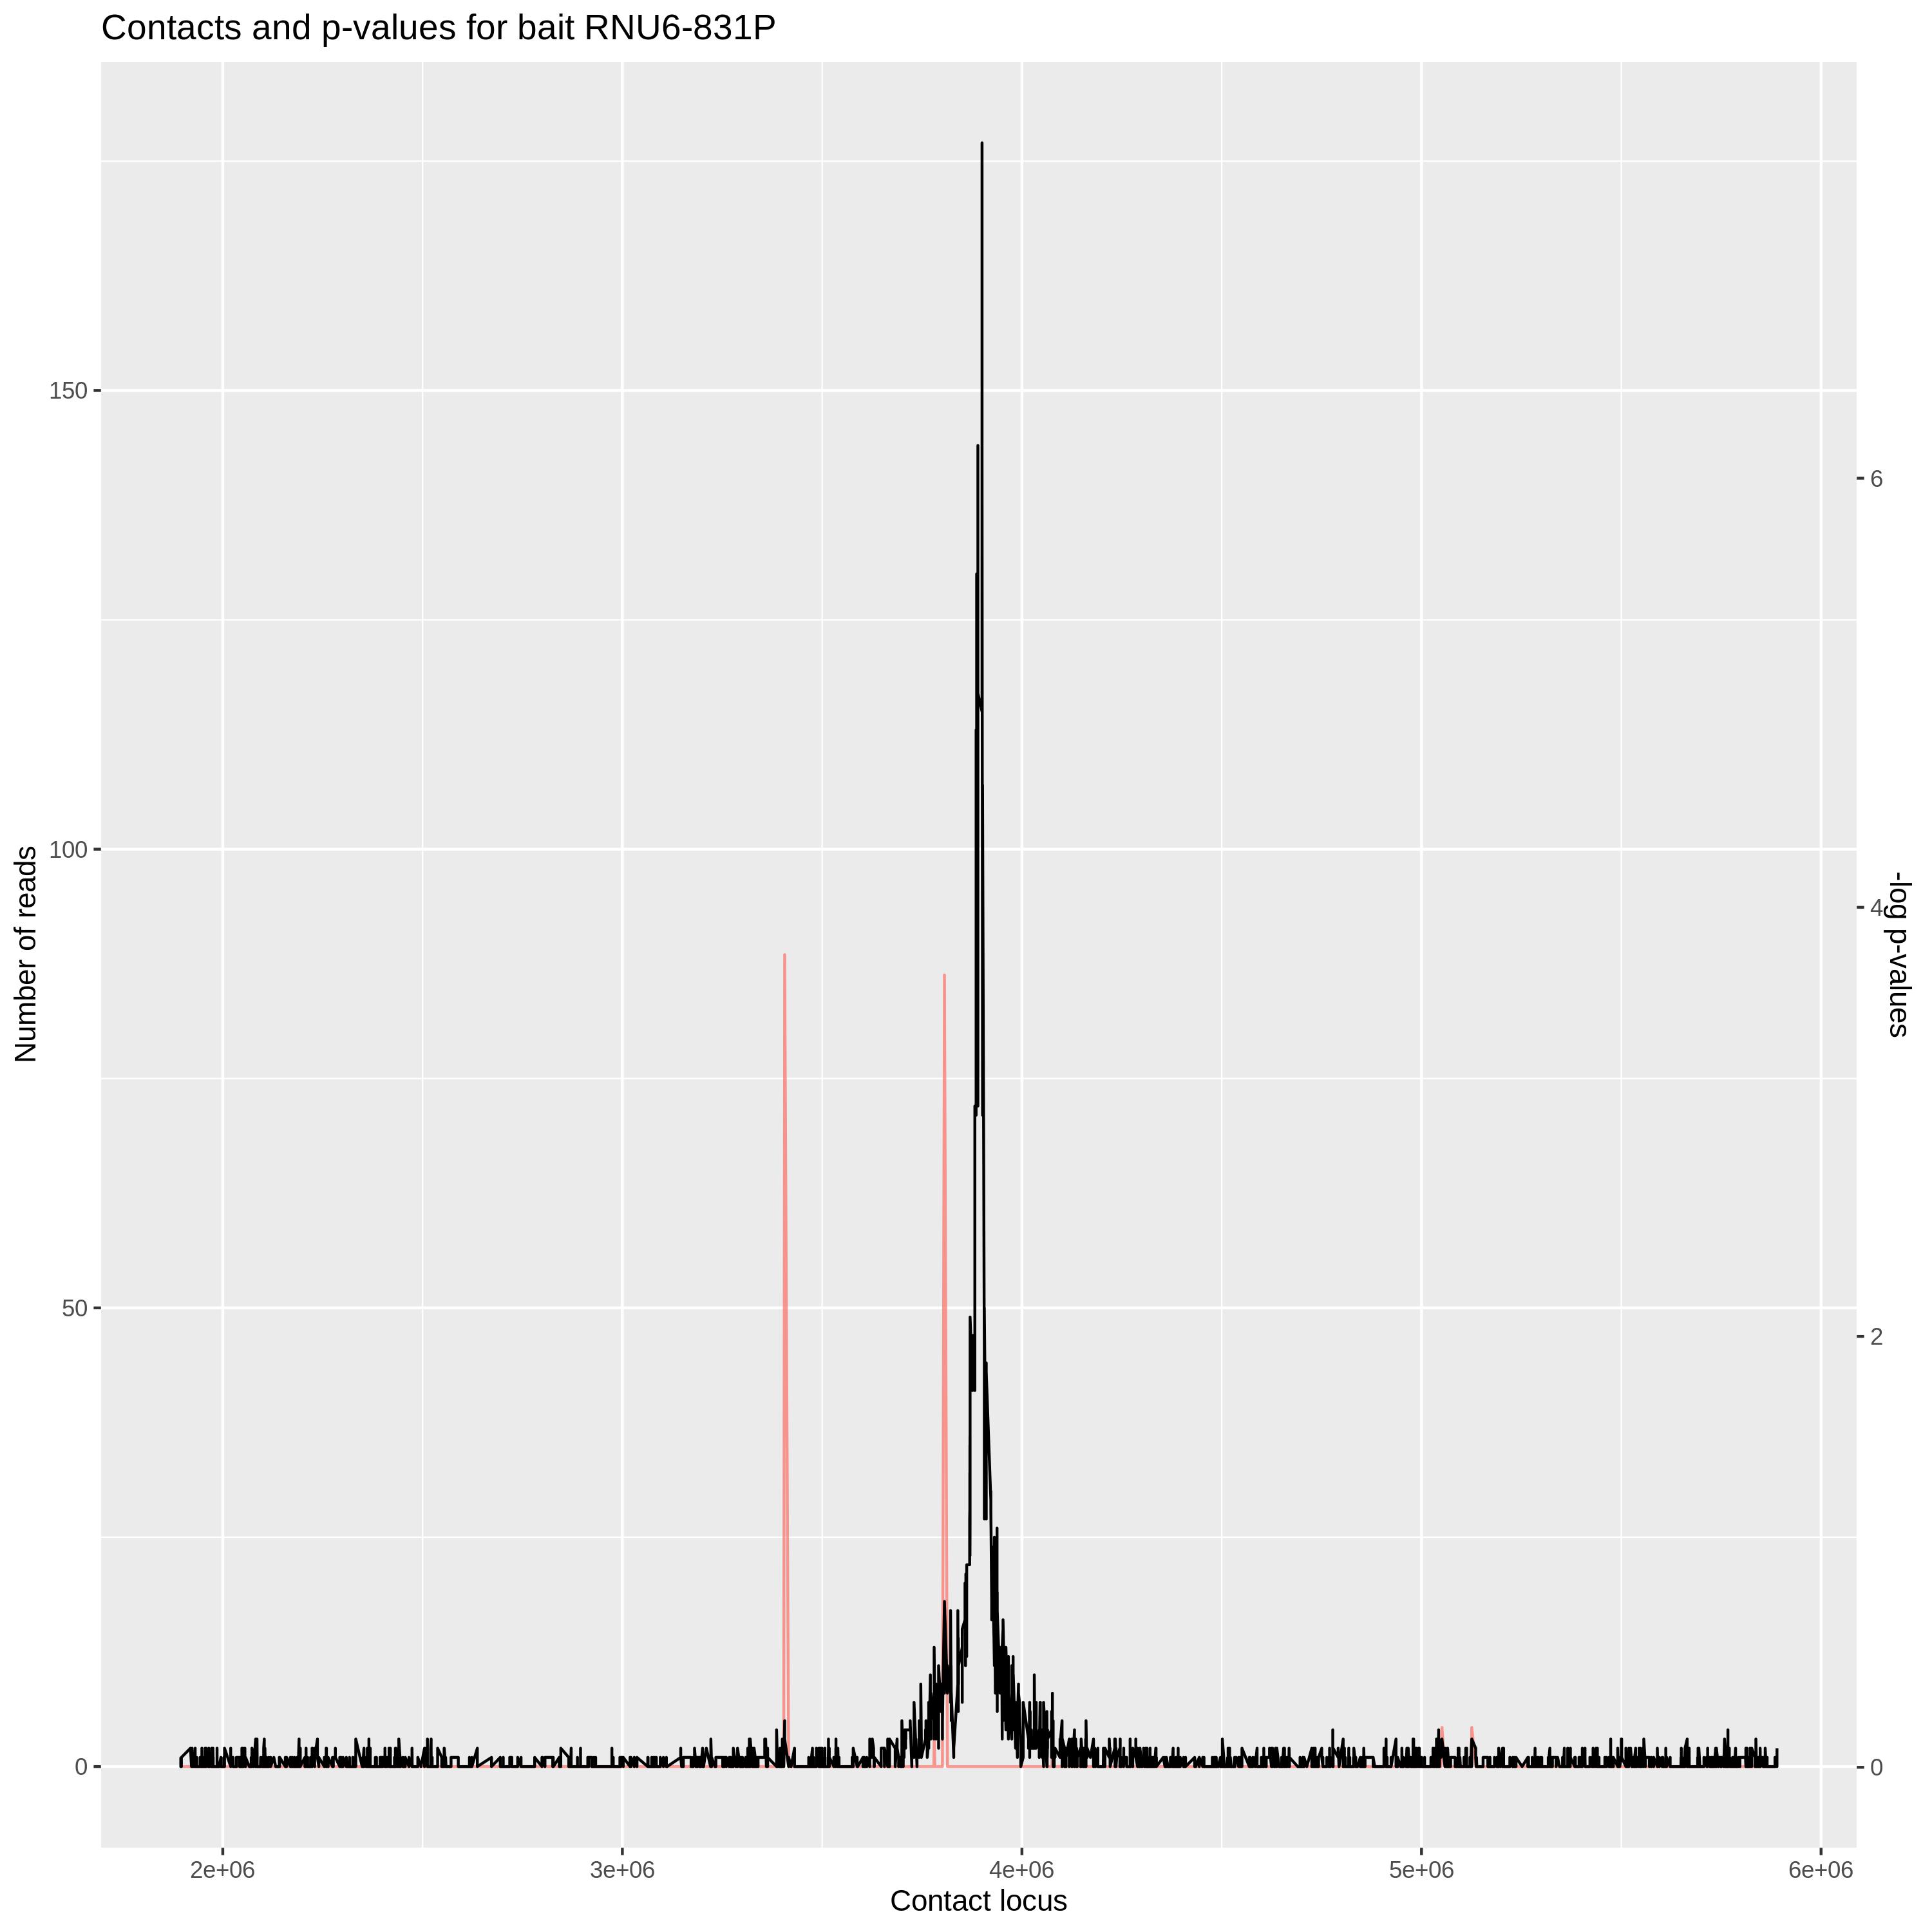 Contacts and p-values for bait RNU6-831P
Number of reads
150
100
50
0
6
4
2
0
-log p-values
2e+06
3e+06
4e+06
5e+06
6e+06
Contact locus